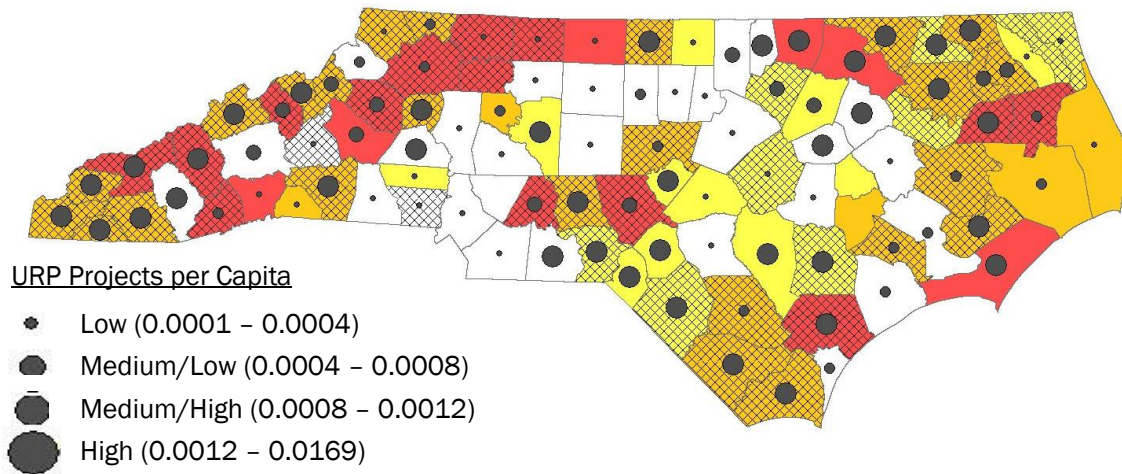 URP Projects per Capita
Low (0.0001 – 0.0004)
Medium/Low (0.0004 – 0.0008)
Medium/High (0.0008 – 0.0012)
High (0.0012 – 0.0169)